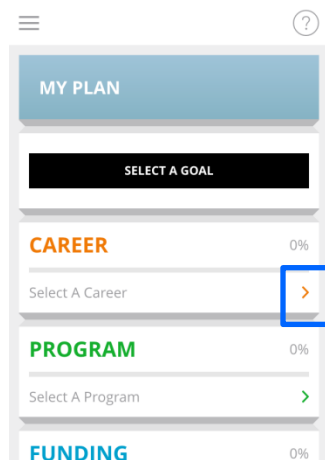 MY PLAN
SELECT A GOAL
CAREER 0%
Select A Career
PROGRAM 0%
Select A Program
FUNDING 0%